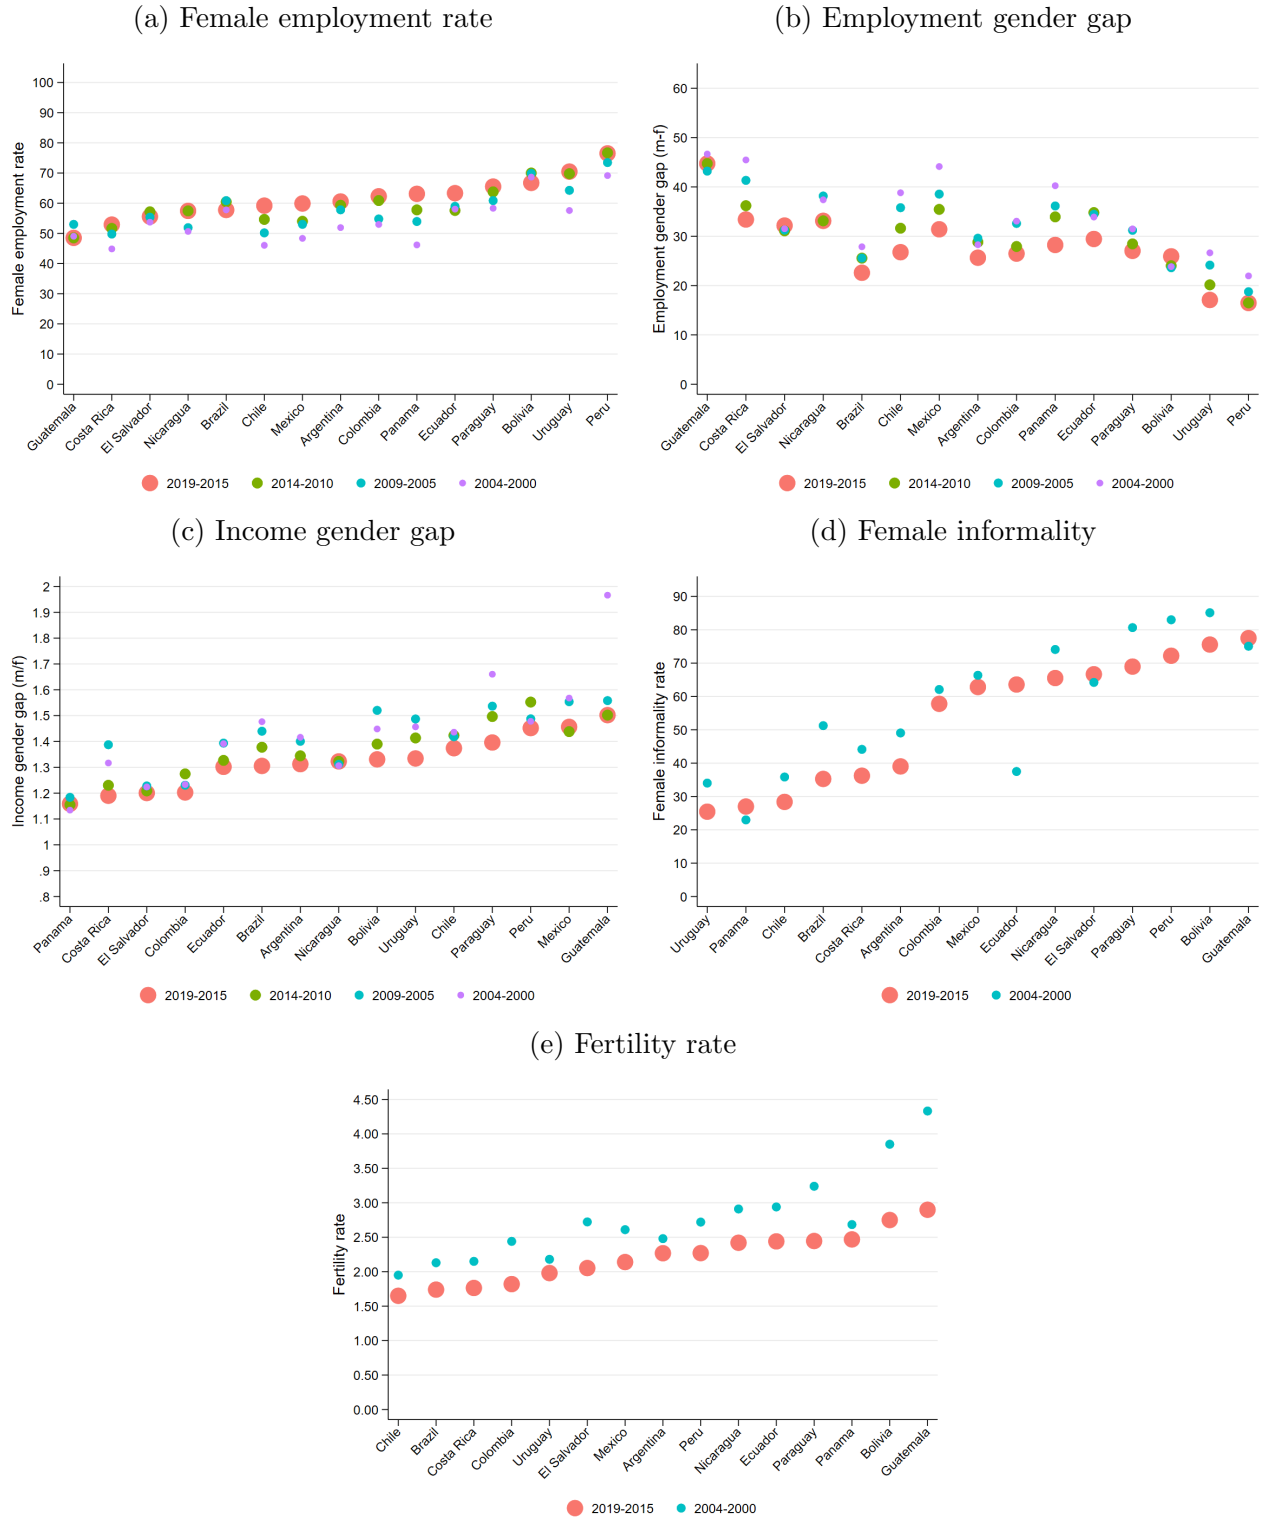 (a) Female employment rate
Female employment rate
100
90
80
70
60
50
40
30
20
10
0
Guatemala
Costa Rica
El Salvador
Nicaragua
Brazil
Chile
Mexico
Argentina
Colombia
Panama
Ecuador
Paraguay
Bolivia
Uruguay
Peru
2019-2015 2014-2010 2009-2005 2004-2000
(b) Employment gender gap
Employment gender gap (m-f)
60
50
40
30
20
10
0
Guatemala
Costa Rica
El Salvador
Nicaragua
Brazil
Chile
Mexico
Argentina
Colombia
Panama
Ecuador
Paraguay
Bolivia
Uruguay
Peru
2019-2015 2014-2010 2009-2005 2004-2000
(c) Income gender gap
Income gender gap (m/f)
2
1.9
1.8
1.7
1.6
1.5
1.4
1.3
1.2
1.1
1
.9
.8
Panama
Costa Rica
El Salvador
Colombia
Ecuador
Brazil
Argentina
Nicaragua
Bolivia
Uruguay
Chile
Paraguay
Peru
Mexico
Guatemala
2019-2015 2014-2010 2009-2005 2004-2000
(d) Female informality
Female informality rate
90
80
70
60
50
40
30
20
10
0
Uruguay
Panama
Chile
Brazil
Costa Rica
Argentina
Colombia
Mexico
Ecuador
Nicaragua
El Salvador
Paraguay
Peru
Bolivia
Guatemala
2019-2015 2004-2000
(e) Fertility rate
Fertility rate
4.50
4.00
3.50
3.00
2.50
2.00
1.50
1.00
0.50
0.00
Chile
Brazil
Costa Rica
Colombia
Uruguay
El Salvador
Mexico
Argentina
Peru
Nicaragua
Ecuador
Paraguay
Panama
Bolivia
Guatemala
2019-2015 2004-2000